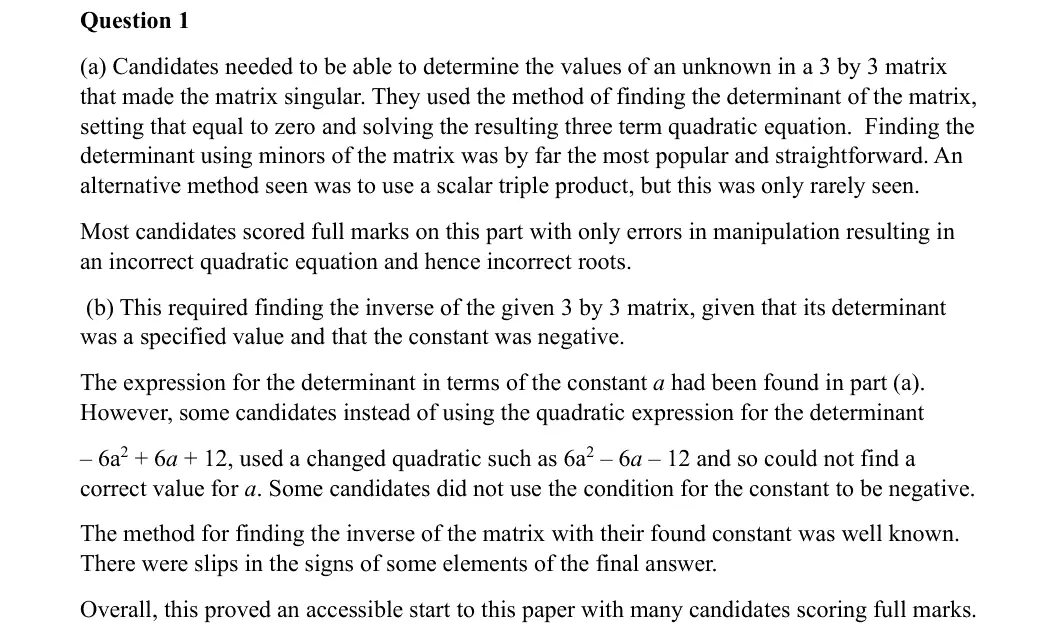 Question 1
(a) Candidates needed to be able to determine the values of an unknown in a 3 by 3 matrix
that made the matrix singular. They used the method of finding the determinant of the matrix,
setting that equal to zero and solving the resulting three term quadratic equation.  Finding the
determinant using minors of the matrix was by far the most popular and straightforward. An
alternative method seen was to use a scalar triple product, but this was only rarely seen.
Most candidates scored full marks on this part with only errors in manipulation resulting in
an incorrect quadratic equation and hence incorrect roots.
(b) This required finding the inverse of the given 3 by 3 matrix, given that its determinant
was a specified value and that the constant was negative.
The expression for the determinant in terms of the constant a had been found in part (a).
However, some candidates instead of using the quadratic expression for the determinant
– 6a² + 6a + 12, used a changed quadratic such as 6a² – 6a – 12 and so could not find a
correct value for a. Some candidates did not use the condition for the constant to be negative.
The method for finding the inverse of the matrix with their found constant was well known.
There were slips in the signs of some elements of the final answer.
Overall, this proved an accessible start to this paper with many candidates scoring full marks.